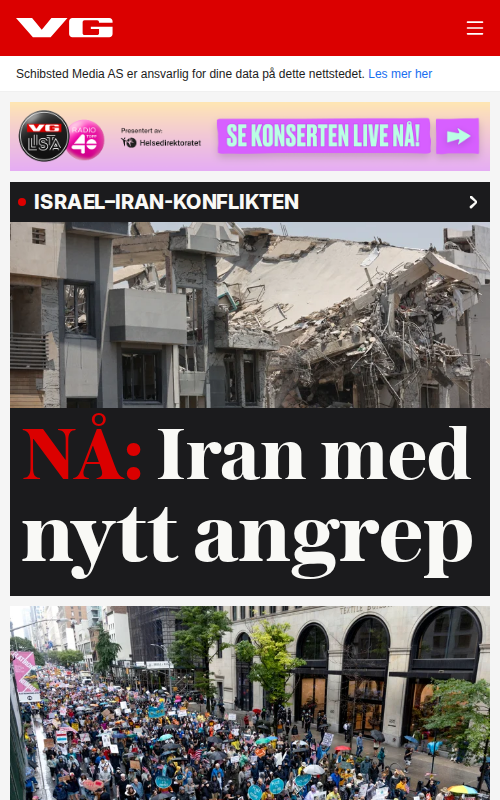 VG
Schibsted Media AS er ansvarlig for dine data på dette nettstedet. Les mer her
VG
LISTA
RADIO
TOPP
40
Presentert av:
Helsedirektoratet
SE KONSERTEN LIVE NÅ!
ISRAEL–IRAN-KONFLIKTEN
NÅ: Iran med
nytt angrep